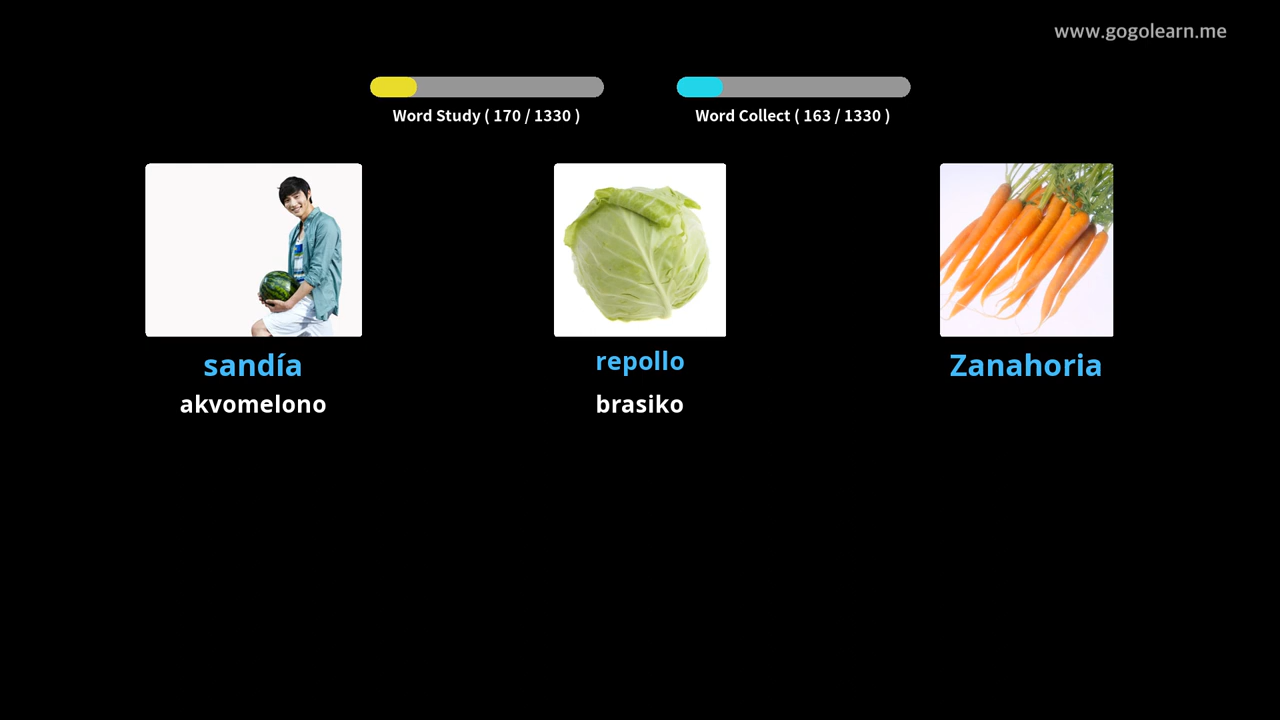 www.gogolearn.me
Word Study ( 170 / 1330 )
Word Collect ( 163 / 1330 )
sandía
akvomelono
repollo
brasiko
Zanahoria